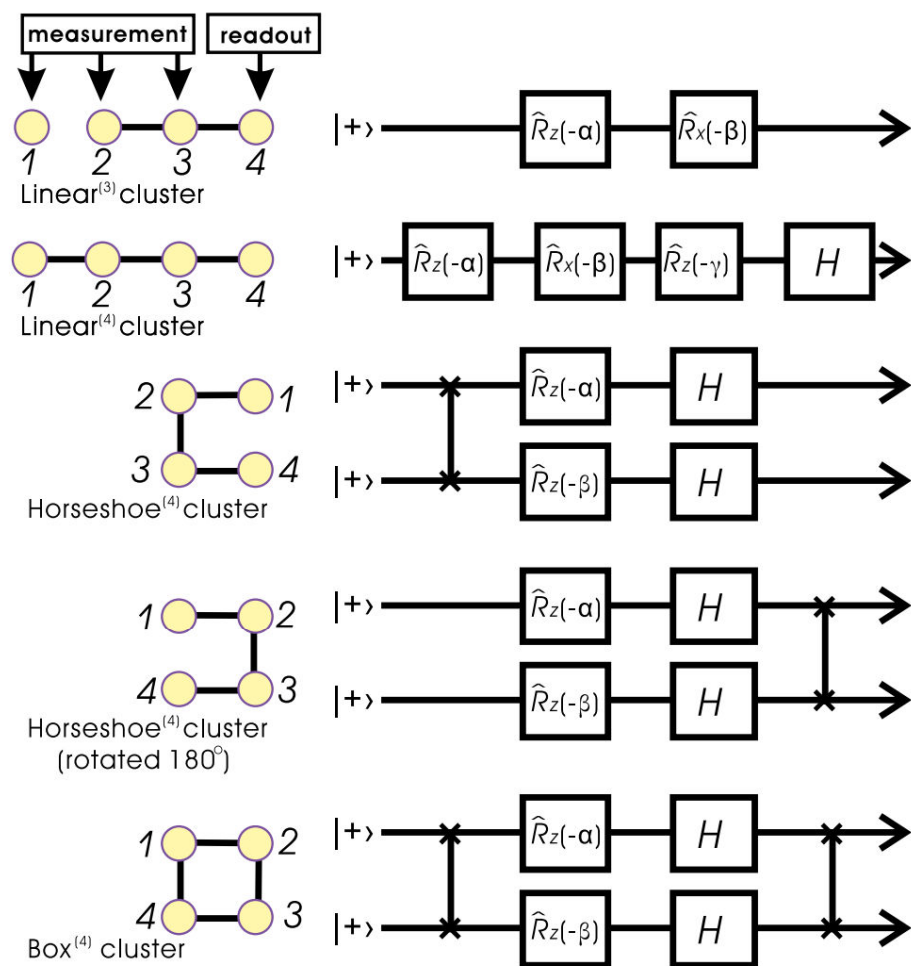 measurement readout
1 2 3 4
Linear⁽³⁾ cluster
|+⟩ R̂z(-α) R̂x(-β)
|+⟩ R̂z(-α) R̂x(-β) R̂z(-γ) H
1 2 3 4
Linear⁽⁴⁾ cluster
2 1 |+⟩ R̂z(-α) H
3 4 |+⟩ R̂z(-β) H
Horseshoe⁽⁴⁾ cluster
1 2 |+⟩ R̂z(-α) H
4 3 |+⟩ R̂z(-β) H
Horseshoe⁽⁴⁾ cluster
(rotated 180°)
1 2 |+⟩ R̂z(-α) H
4 3 |+⟩ R̂z(-β) H
Box⁽⁴⁾ cluster